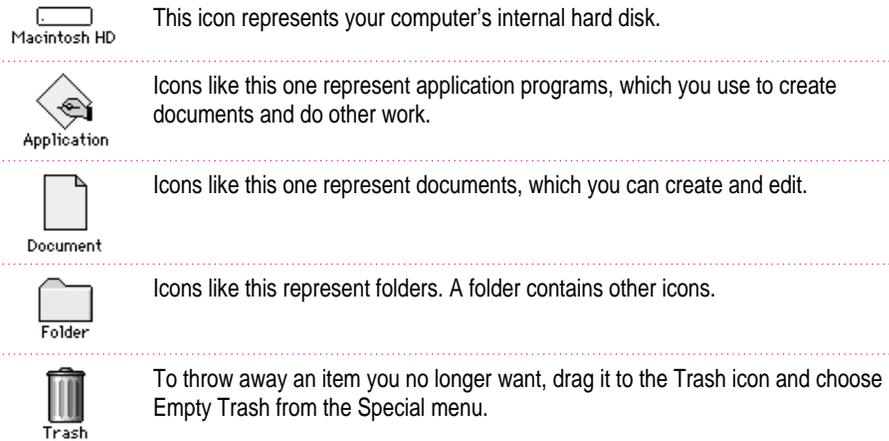 Macintosh HD
This icon represents your computer’s internal hard disk.
Application
Icons like this one represent application programs, which you use to create
documents and do other work.
Document
Icons like this one represent documents, which you can create and edit.
Folder
Icons like this represent folders. A folder contains other icons.
Trash
To throw away an item you no longer want, drag it to the Trash icon and choose
Empty Trash from the Special menu.